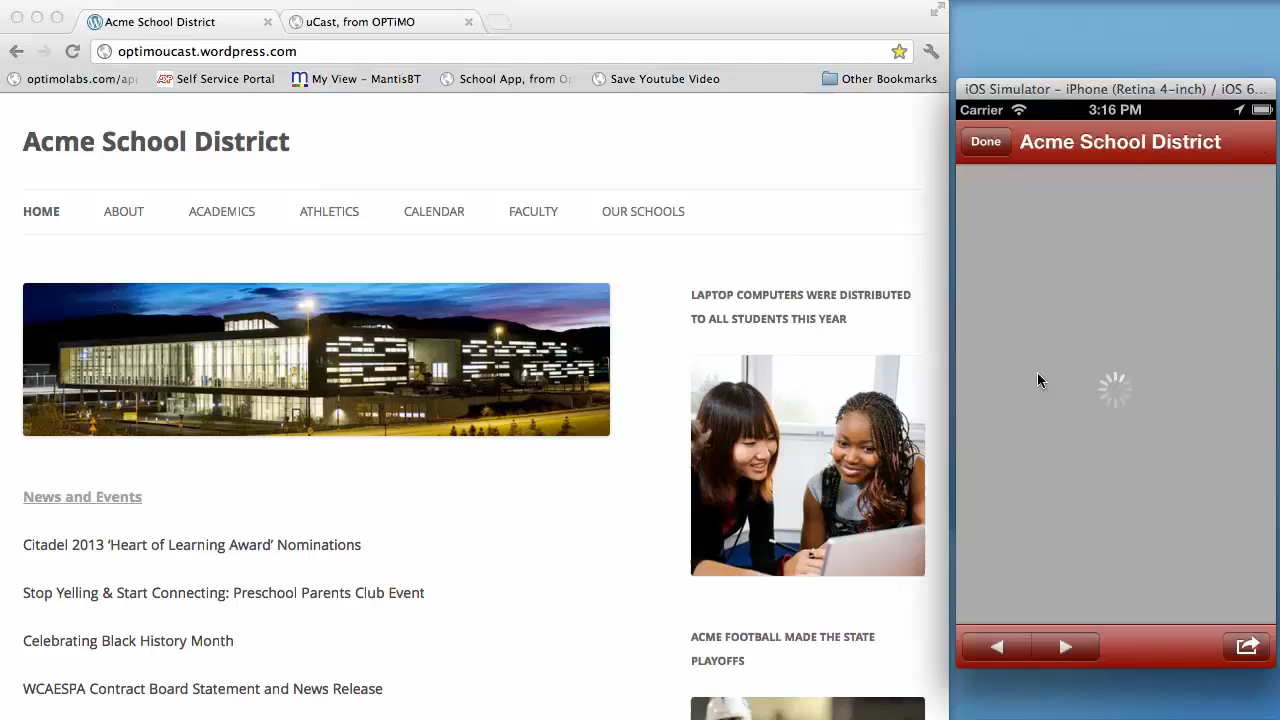 Acme School District
uCast, from OPTiMO
optimoucast.wordpress.com
optimolabs.com/ap
Self Service Portal
My View - MantisBT
School App, from O
Save Youtube Video
Other Bookmarks
Acme School District
HOME ABOUT ACADEMICS ATHLETICS CALENDAR FACULTY OUR SCHOOLS
News and Events
Citadel 2013 ‘Heart of Learning Award’ Nominations
Stop Yelling & Start Connecting: Preschool Parents Club Event
Celebrating Black History Month
WCAESPA Contract Board Statement and News Release
LAPTOP COMPUTERS WERE DISTRIBUTED
TO ALL STUDENTS THIS YEAR
ACME FOOTBALL MADE THE STATE
PLAYOFFS
iOS Simulator - iPhone (Retina 4-inch) / iOS 6...
Carrier 3:16 PM
Done Acme School District